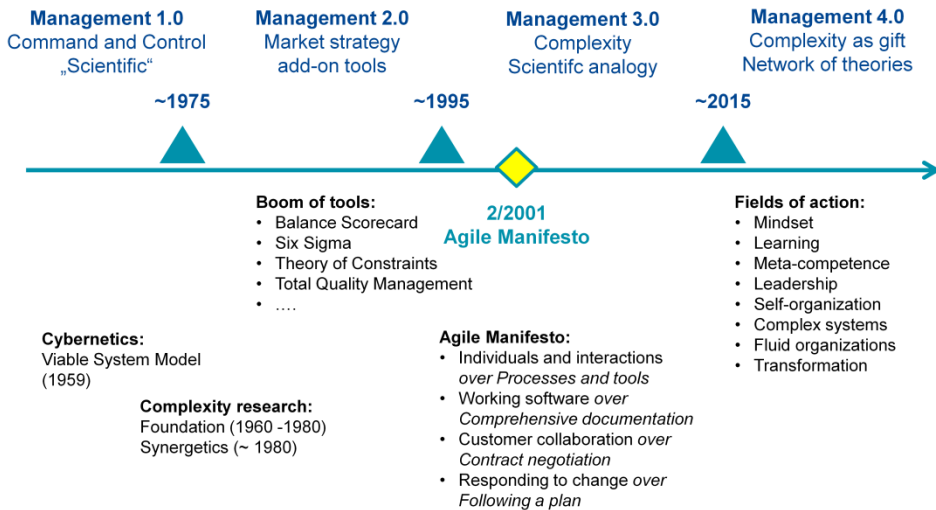 Management 1.0
Command and Control
„Scientific“
Management 2.0
Market strategy
add-on tools
Management 3.0
Complexity
Scientifc analogy
Management 4.0
Complexity as gift
Network of theories
~1975
~1995
~2015
2/2001
Agile Manifesto
Boom of tools:
• Balance Scorecard
• Six Sigma
• Theory of Constraints
• Total Quality Management
• ....
Fields of action:
• Mindset
• Learning
• Meta-competence
• Leadership
• Self-organization
• Complex systems
• Fluid organizations
• Transformation
Cybernetics:
Viable System Model
(1959)
Complexity research:
Foundation (1960 -1980)
Synergetics (~ 1980)
Agile Manifesto:
• Individuals and interactions
over Processes and tools
• Working software over
Comprehensive documentation
• Customer collaboration over
Contract negotiation
• Responding to change over
Following a plan